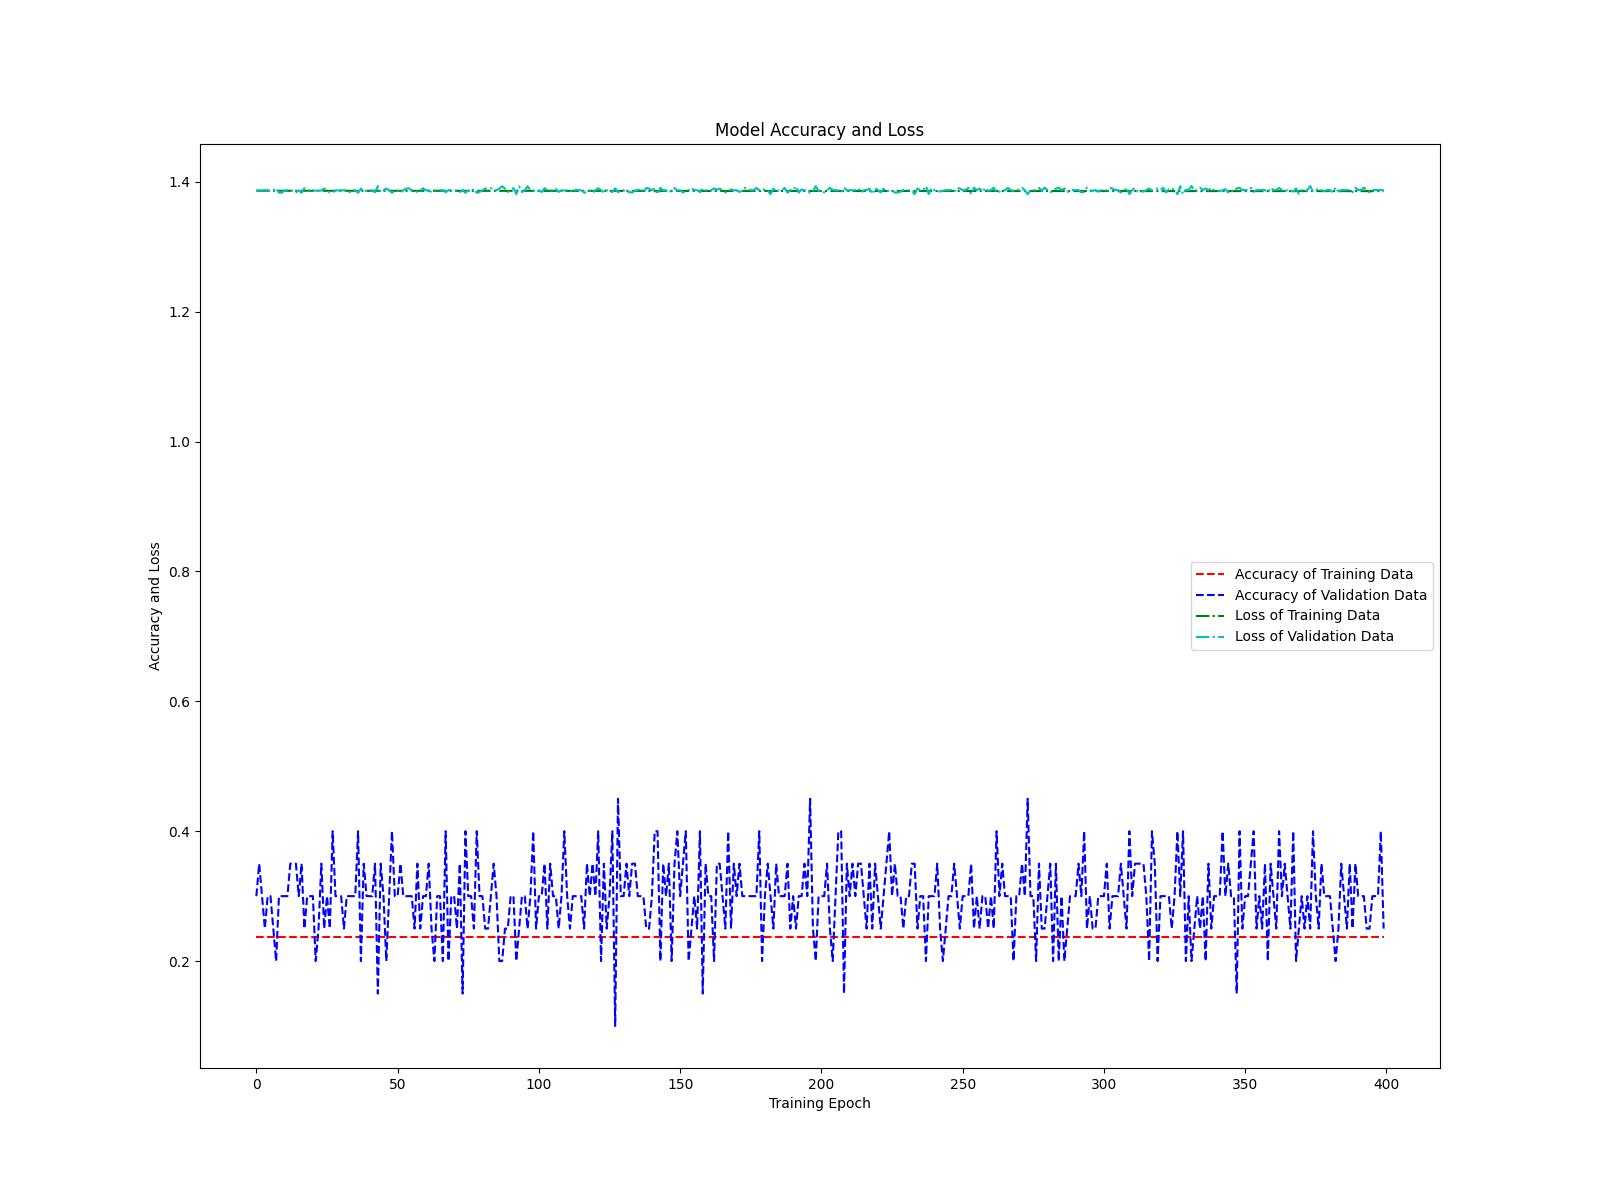 Model Accuracy and Loss
1.4
1.2
1.0
0.8
0.6
0.4
0.2
Accuracy and Loss
Accuracy of Training Data
Accuracy of Validation Data
Loss of Training Data
Loss of Validation Data
0 50 100 150 200 250 300 350 400
Training Epoch